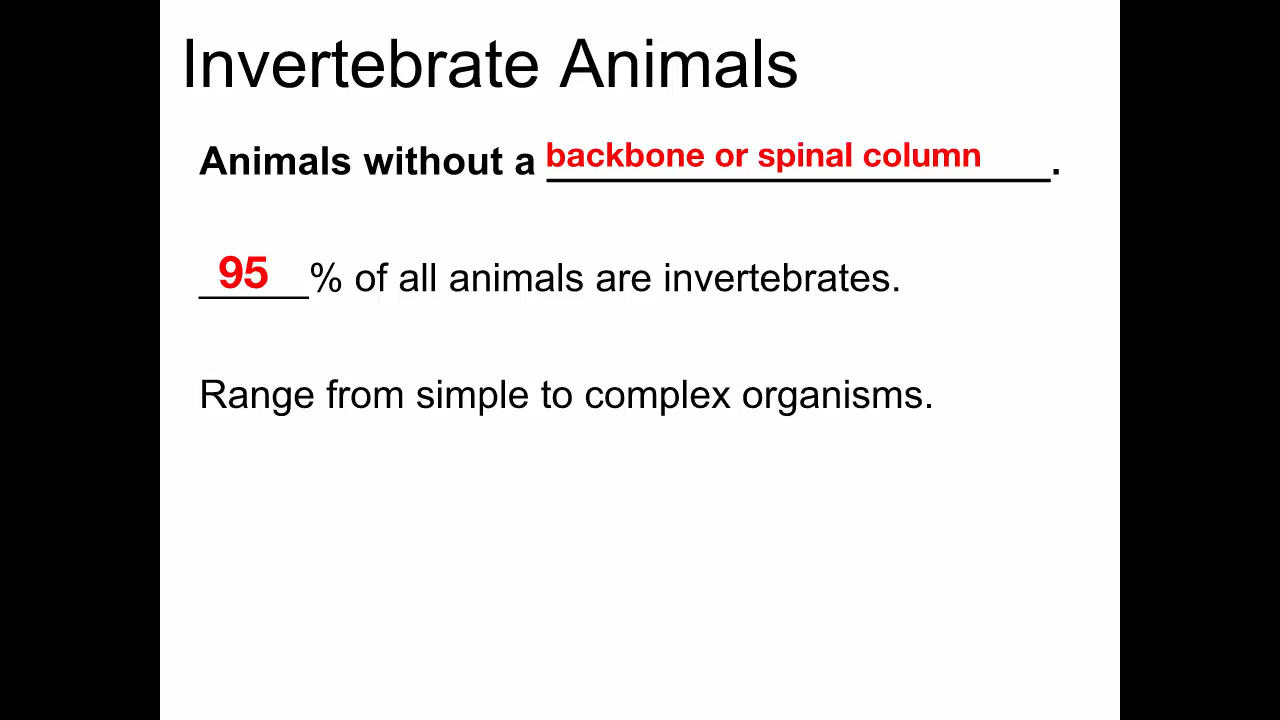 Invertebrate Animals
Animals without a backbone or spinal column.
95% of all animals are invertebrates.
Range from simple to complex organisms.